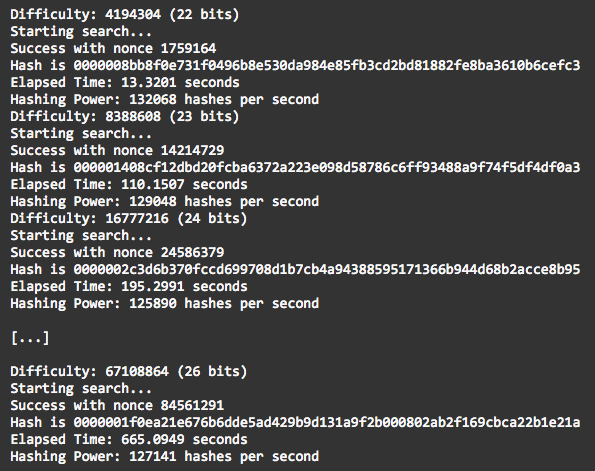 Difficulty: 4194304 (22 bits)
Starting search...
Success with nonce 1759164
Hash is 0000008bb8f0e731f0496b8e530da984e85fb3cd2bd81882fe8ba3610b6cefc3
Elapsed Time: 13.3201 seconds
Hashing Power: 132068 hashes per second
Difficulty: 8388608 (23 bits)
Starting search...
Success with nonce 14214729
Hash is 000001408cf12dbd20fcba6372a223e098d58786c6ff93488a9f74f5df4df0a3
Elapsed Time: 110.1507 seconds
Hashing Power: 129048 hashes per second
Difficulty: 16777216 (24 bits)
Starting search...
Success with nonce 24586379
Hash is 0000002c3d6b370fccd699708d1b7cb4a94388595171366b944d68b2acce8b95
Elapsed Time: 195.2991 seconds
Hashing Power: 125890 hashes per second
[...]
Difficulty: 67108864 (26 bits)
Starting search...
Success with nonce 84561291
Hash is 0000001f0ea21e676b6dde5ad429b9d131a9f2b000802ab2f169cbca22b1e21a
Elapsed Time: 665.0949 seconds
Hashing Power: 127141 hashes per second